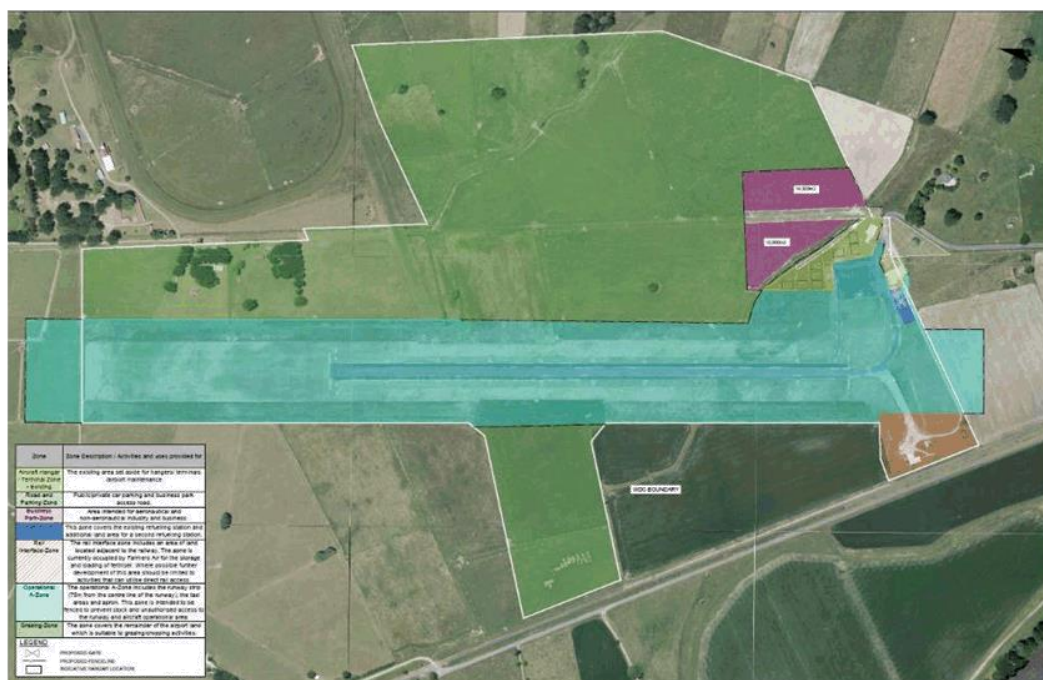 WDG BOUNDARY
Zone
Zone Description / Activities and uses provided for
Aircraft Hangar
/ Terminal Zone
- Existing
The existing area set aside for hangers/ terminals
/airport maintenance.
Road and
Parking Zone
Public/private car parking and business park
access road.
Business
Park-Zone
Area intended for aeronautical and
non-aeronautical industry and business
This zone covers the existing refuelling station and
additional land area for a second refuelling station.
Rail
Interface-Zone
The rail interface zone includes an area of land
located adjacent to the railway. The zone is
currently occupied by Farmers Air for the storage
and loading of fertiliser. Where possible further
development of this area should be limited to
activities that can utilise direct rail access
Operational
A-Zone
The operational A-Zone includes the runway strip
(75m from the centre line of the runway), the taxi
areas and apron. This zone is intended to be
fenced to prevent stock and unauthorised access to
the runway and aircraft operational area.
Grazing-Zone
The zone covers the remainder of the airport land
which is suitable to grazing/cropping activities.
LEGEND
PROPOSED GATE
PROPOSED FENCELINE
INDICATIVE HANGAR LOCATION